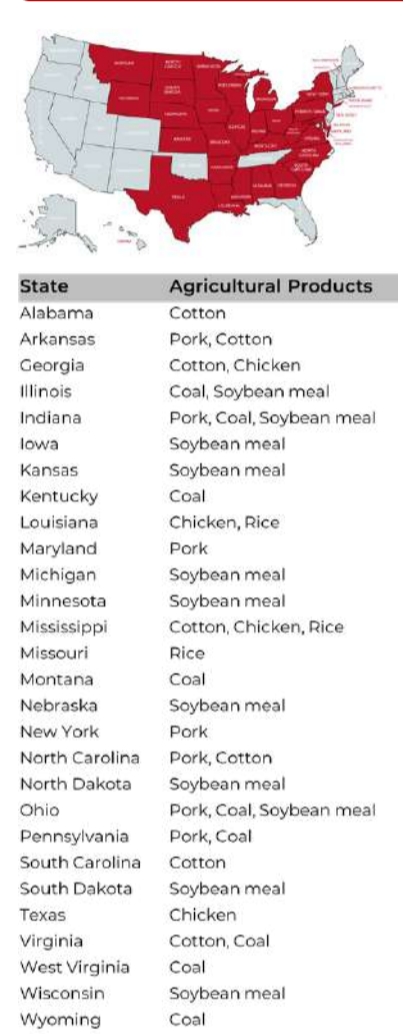 NEW YORK
TEXAS
State Agricultural Products
Alabama Cotton
Arkansas Pork, Cotton
Georgia Cotton, Chicken
Illinois Coal, Soybean meal
Indiana Pork, Coal, Soybean meal
Iowa Soybean meal
Kansas Soybean meal
Kentucky Coal
Louisiana Chicken, Rice
Maryland Pork
Michigan Soybean meal
Minnesota Soybean meal
Mississippi Cotton, Chicken, Rice
Missouri Rice
Montana Coal
Nebraska Soybean meal
New York Pork
North Carolina Pork, Cotton
North Dakota Soybean meal
Ohio Pork, Coal, Soybean meal
Pennsylvania Pork, Coal
South Carolina Cotton
South Dakota Soybean meal
Texas Chicken
Virginia Cotton, Coal
West Virginia Coal
Wisconsin Soybean meal
Wyoming Coal